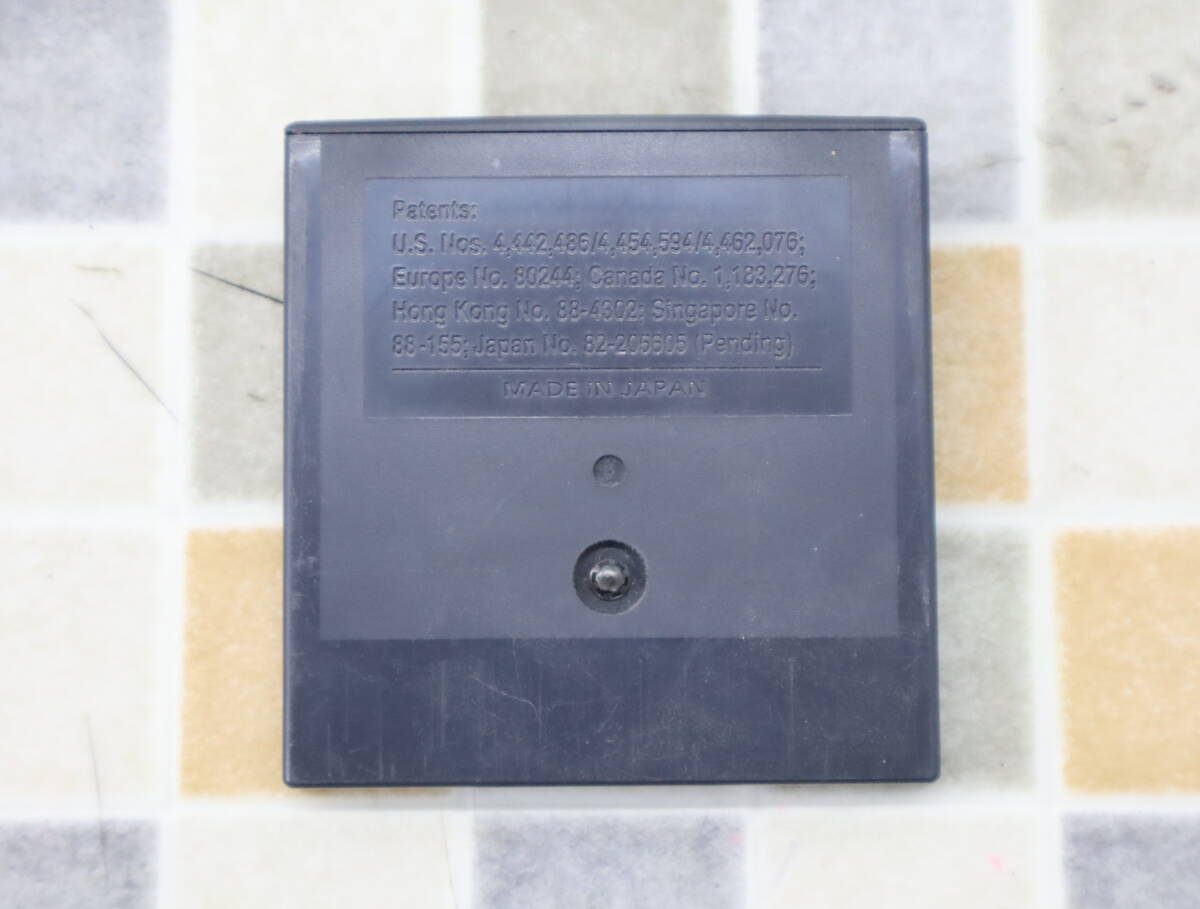 Patents:
U.S. Nos. 4,442,486/4,454,594/4,462,076;
Europe No. 80244; Canada No. 1,183,276;
Hong Kong No. 88-4302; Singapore No.
88-155; Japan No. 82-205605 (Pending)
MADE IN JAPAN